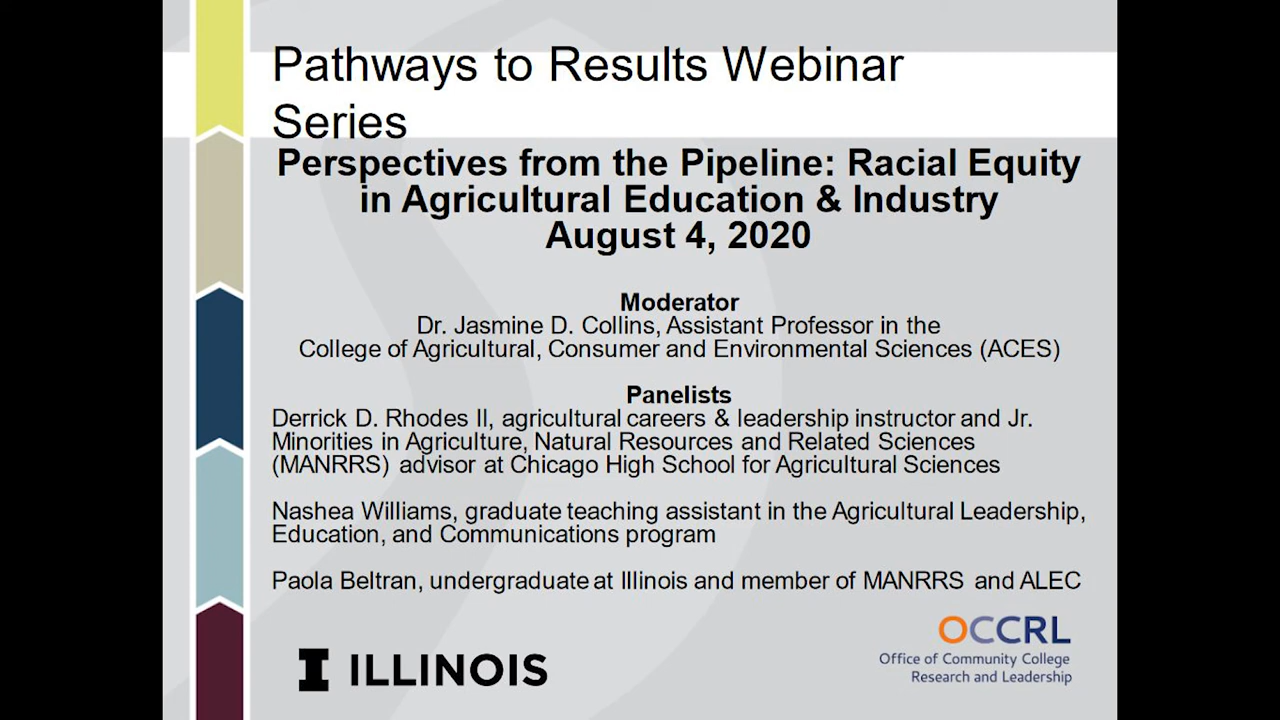 Pathways to Results Webinar
Series
Perspectives from the Pipeline: Racial Equity
in Agricultural Education & Industry
August 4, 2020
Moderator
Dr. Jasmine D. Collins, Assistant Professor in the
College of Agricultural, Consumer and Environmental Sciences (ACES)
Panelists
Derrick D. Rhodes II, agricultural careers & leadership instructor and Jr.
Minorities in Agriculture, Natural Resources and Related Sciences
(MANRRS) advisor at Chicago High School for Agricultural Sciences
Nashea Williams, graduate teaching assistant in the Agricultural Leadership,
Education, and Communications program
Paola Beltran, undergraduate at Illinois and member of MANRRS and ALEC
I ILLINOIS
OCCRL
Office of Community College
Research and Leadership